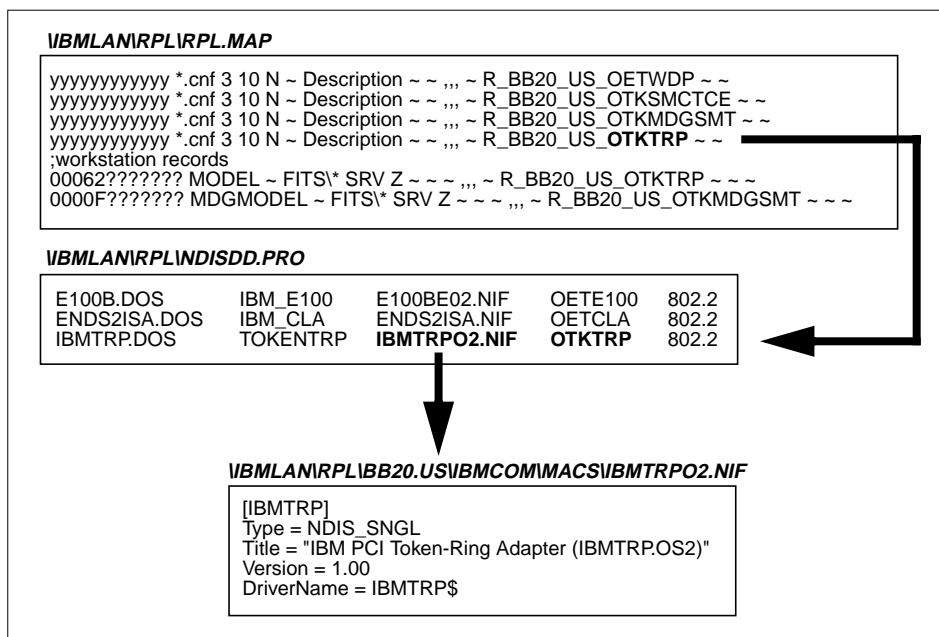 \IBMLAN\RPL\RPL.MAP
yyyyyyyyyyyy *.cnf 3 10 N ~ Description ~ ~ ,,, ~ R_BB20_US_OETWDP ~ ~
yyyyyyyyyyyy *.cnf 3 10 N ~ Description ~ ~ ,,, ~ R_BB20_US_OTKSMCTCE ~ ~
yyyyyyyyyyyy *.cnf 3 10 N ~ Description ~ ~ ,,, ~ R_BB20_US_OTKMDGSMT ~ ~
yyyyyyyyyyyy *.cnf 3 10 N ~ Description ~ ~ ,,, ~ R_BB20_US_OTKTRP ~ ~
;workstation records
00062??????? MODEL ~ FITS\* SRV Z ~ ~ ~ ,,, ~ R_BB20_US_OTKTRP ~ ~ ~
0000F??????? MDGMODEL ~ FITS\* SRV Z ~ ~ ~ ,,, ~ R_BB20_US_OTKMDGSMT ~ ~ ~
\IBMLAN\RPL\NDISDD.PRO
E100B.DOS IBM_E100 E100BE02.NIF OETE100 802.2
ENDS2ISA.DOS IBM_CLA ENDS2ISA.NIF OETCLA 802.2
IBMTRP.DOS TOKENTRP IBMTRPO2.NIF OTKTRP 802.2
\IBMLAN\RPL\BB20.US\IBMCOM\MACS\IBMTRPO2.NIF
[IBMTRP]
Type = NDIS_SNGL
Title = "IBM PCI Token-Ring Adapter (IBMTRP.OS2)"
Version = 1.00
DriverName = IBMTRP$